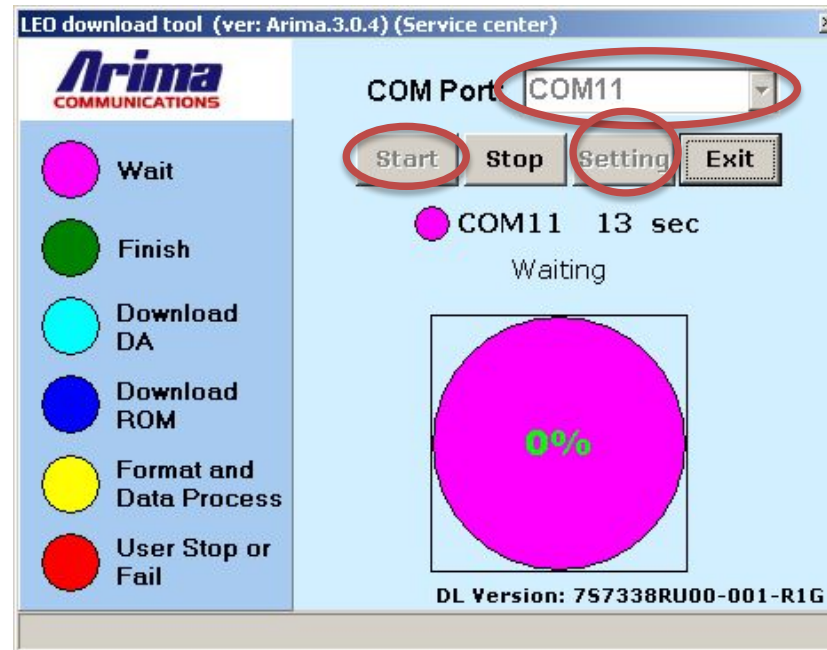 LEO download tool (ver: Arima.3.0.4) (Service center)
Arima
COMMUNICATIONS
COM Port: COM11
Start Stop Setting Exit
COM11 13 sec
Waiting
0%
Wait
Finish
Download
DA
Download
ROM
Format and
Data Process
User Stop or
Fail
DL Version: 7S7338RU00-001-R1G